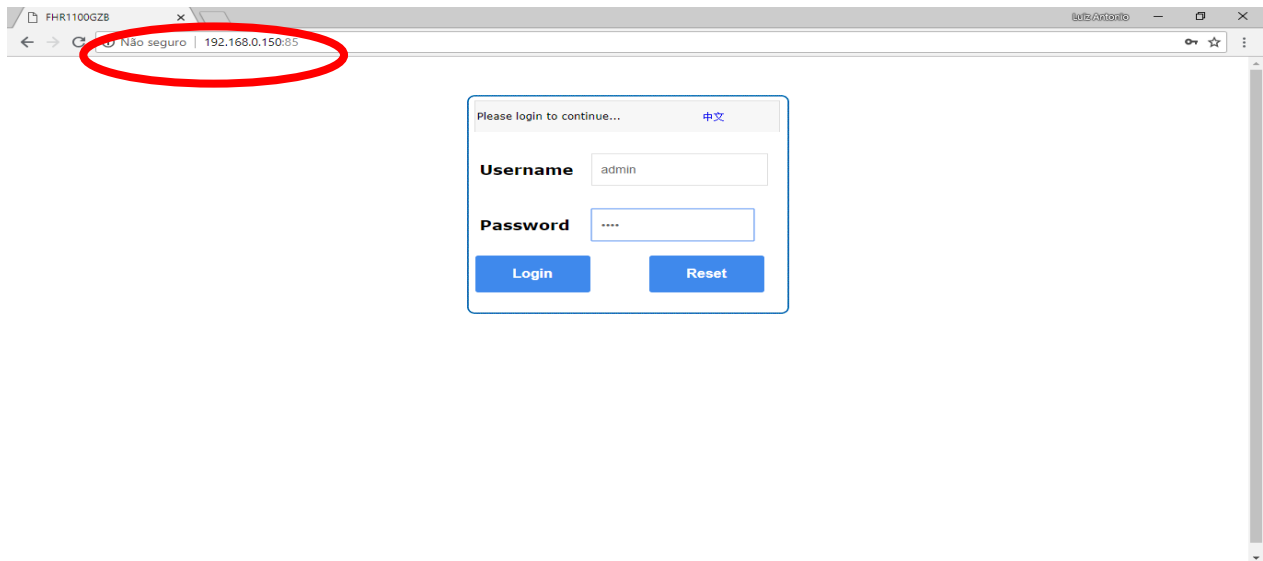 FHR1100GZB
Luiz Antonio
Não seguro | 192.168.0.150:85
Please login to continue... 中文
Username admin
Password ····
Login Reset